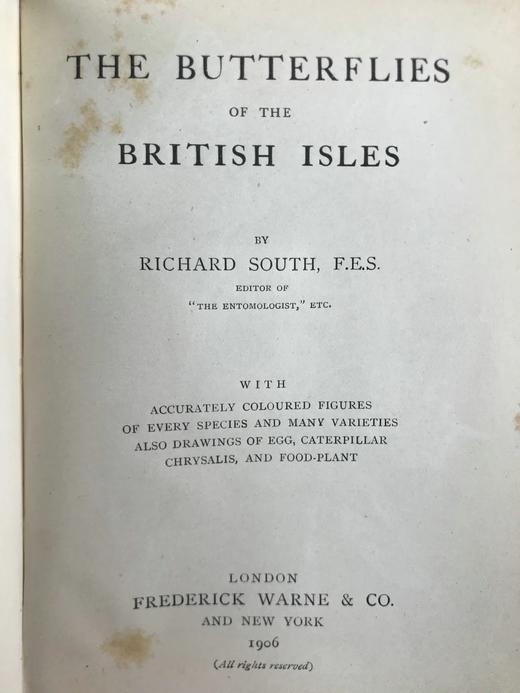 THE BUTTERFLIES
OF THE
BRITISH ISLES
BY
RICHARD SOUTH, F.E.S.
EDITOR OF
"THE ENTOMOLOGIST," ETC.
WITH
ACCURATELY COLOURED FIGURES
OF EVERY SPECIES AND MANY VARIETIES
ALSO DRAWINGS OF EGG, CATERPILLAR
CHRYSALIS, AND FOOD-PLANT
LONDON
FREDERICK WARNE & CO.
AND NEW YORK
1906
(All rights reserved)